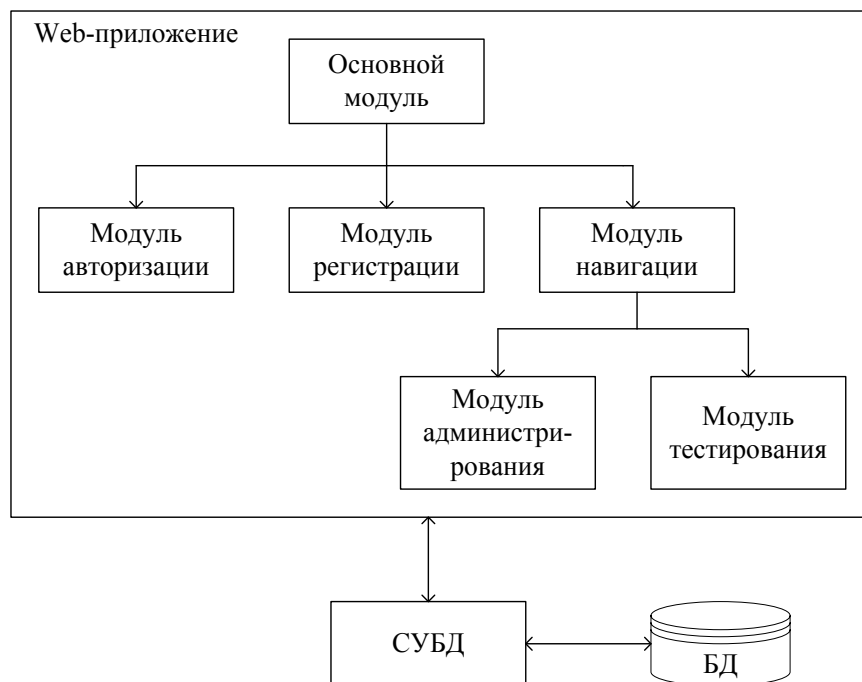 Web-приложение
Основной
модуль
Модуль
авторизации
Модуль
регистрации
Модуль
навигации
Модуль
администри-
рования
Модуль
тестирования
СУБД
БД